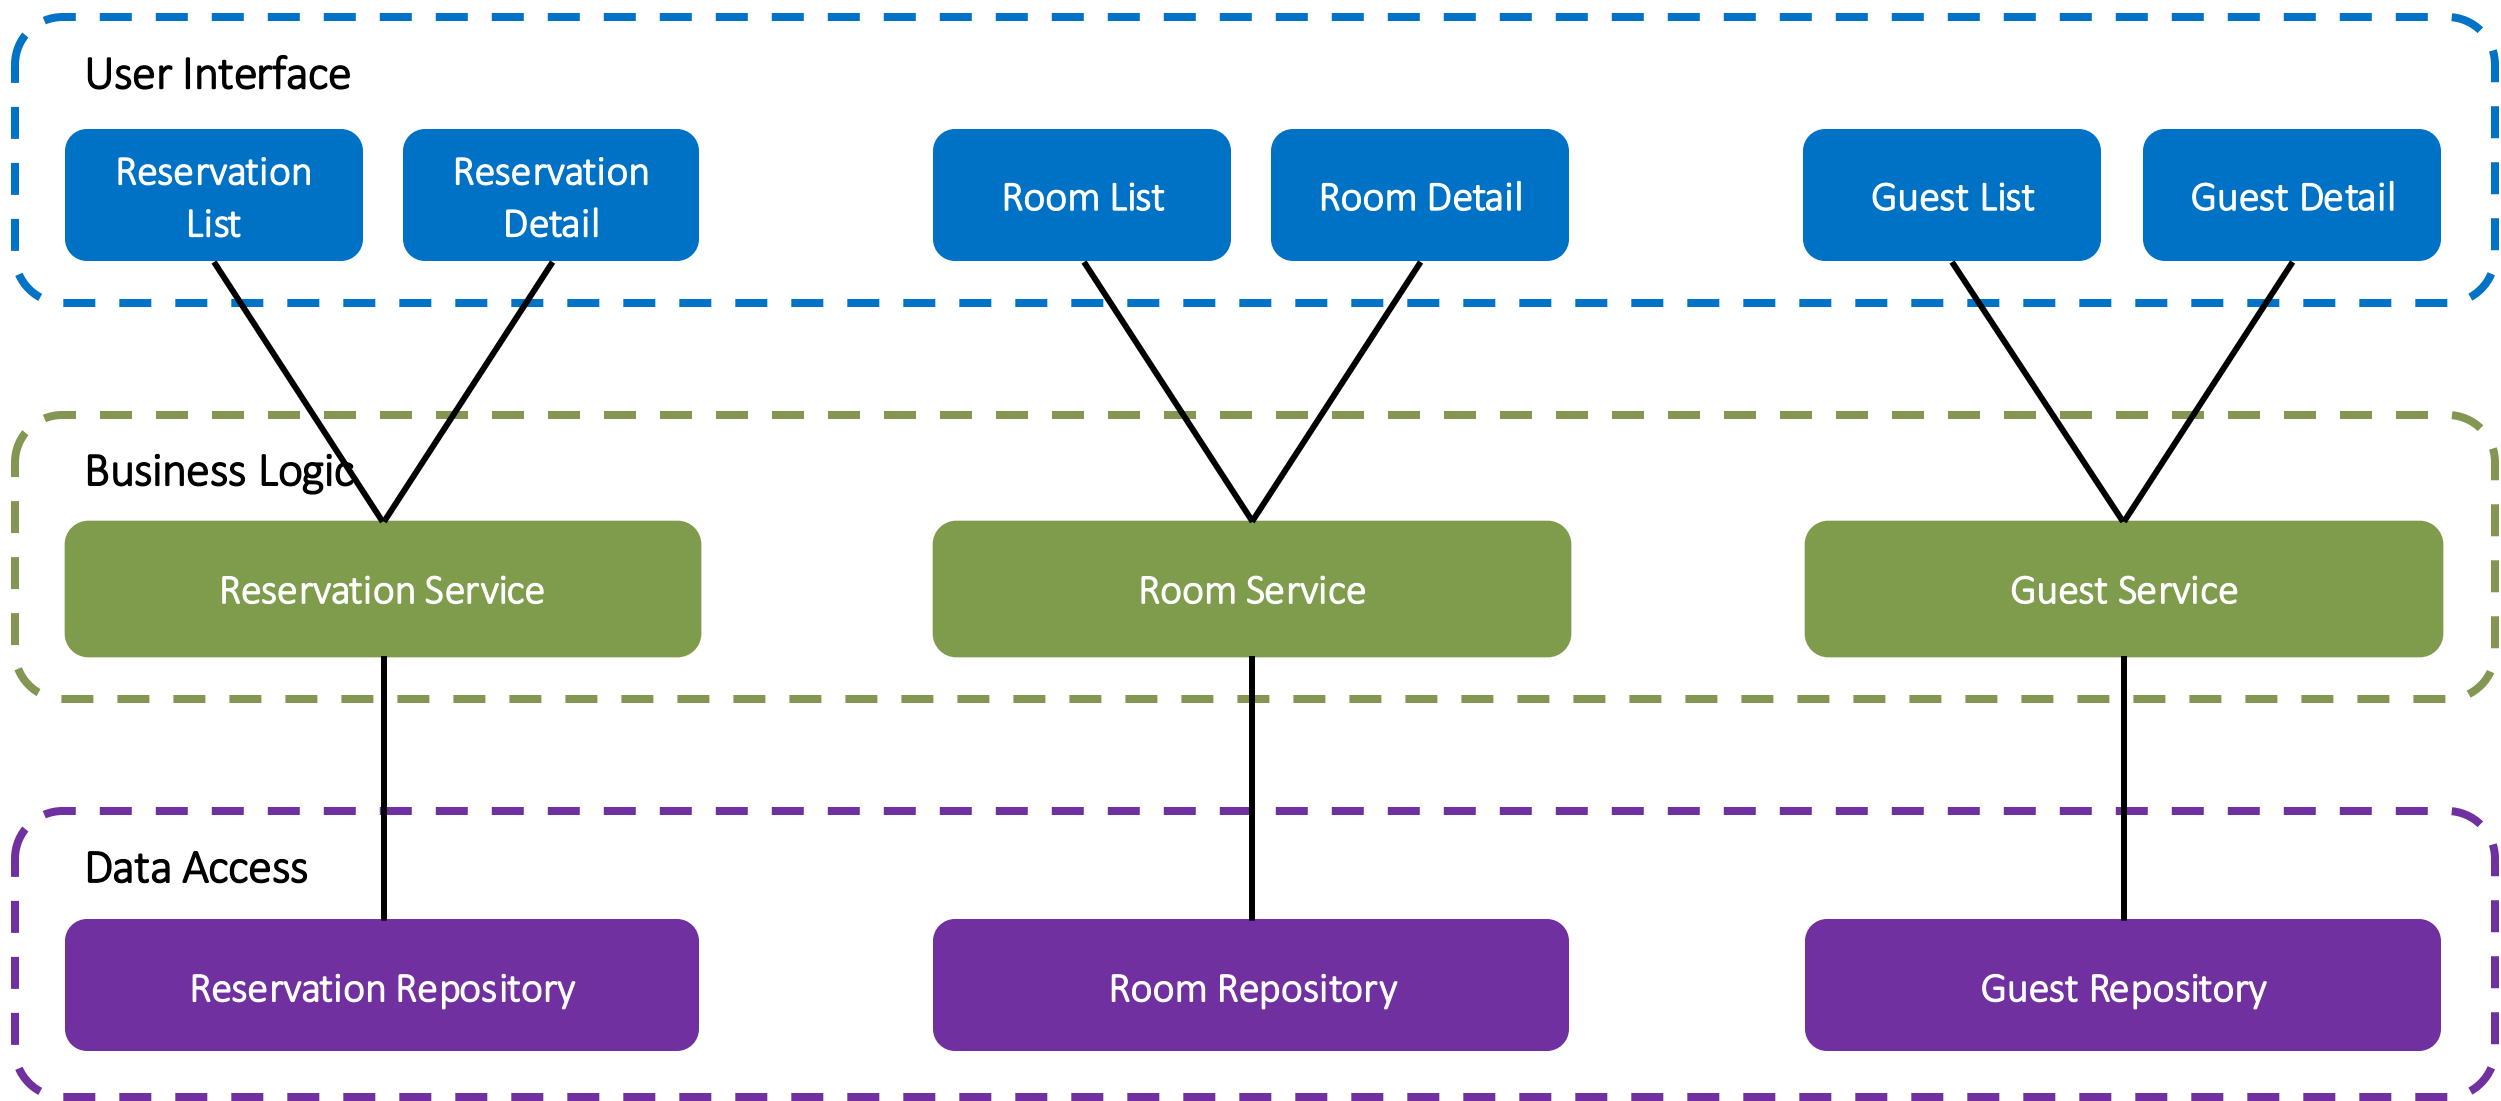 User Interface
Reservation
List
Reservation
Detail
Room List
Room Detail
Guest List
Guest Detail
Business Logic
Reservation Service
Room Service
Guest Service
Data Access
Reservation Repository
Room Repository
Guest Repository